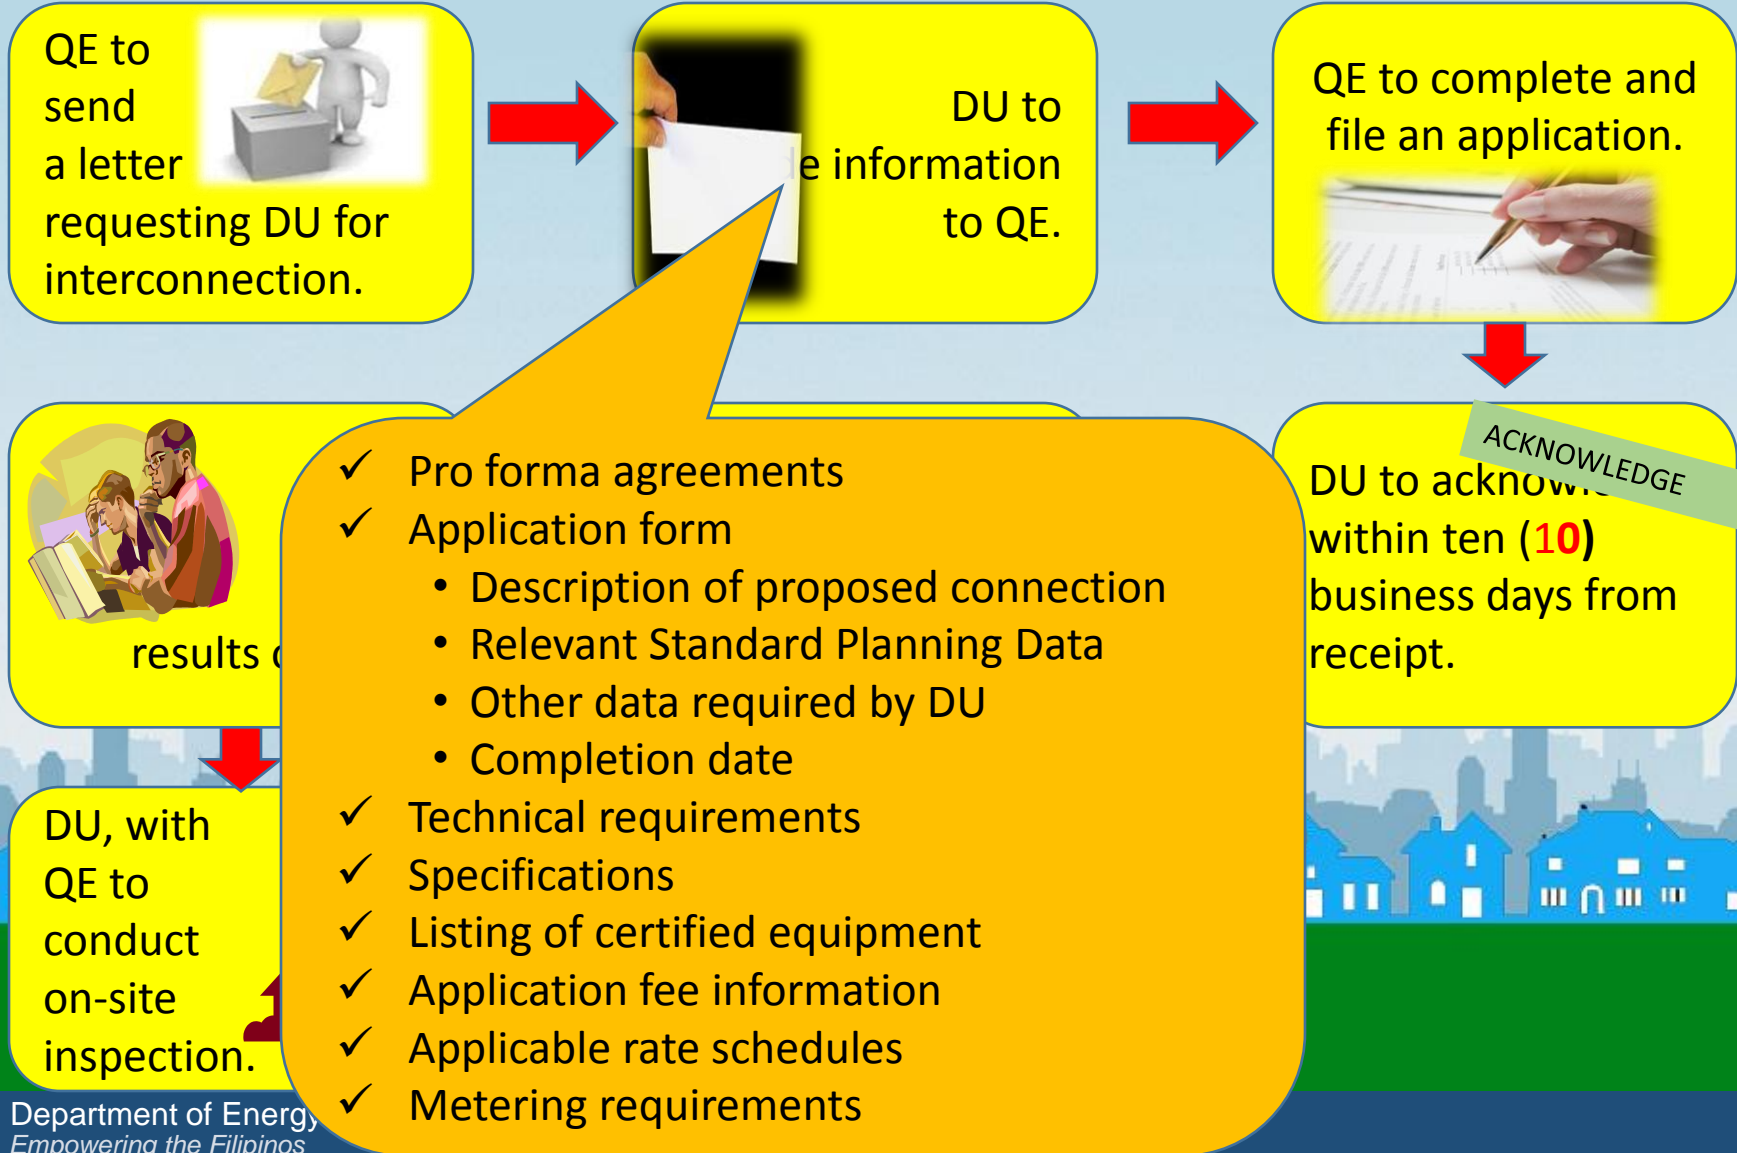 QE to
send
a letter
requesting DU for
interconnection.
DU to
e information
to QE.
QE to complete and
file an application.
ACKNOWLEDGE
DU to
within ten (10)
business days from
receipt.
results
DU, with
QE to
conduct
on-site
inspection.
✓ Pro forma agreements
✓ Application form
• Description of proposed connection
• Relevant Standard Planning Data
• Other data required by DU
• Completion date
✓ Technical requirements
✓ Specifications
✓ Listing of certified equipment
✓ Application fee information
✓ Applicable rate schedules
✓ Metering requirements
Department of Energy
Empowering the Filipinos